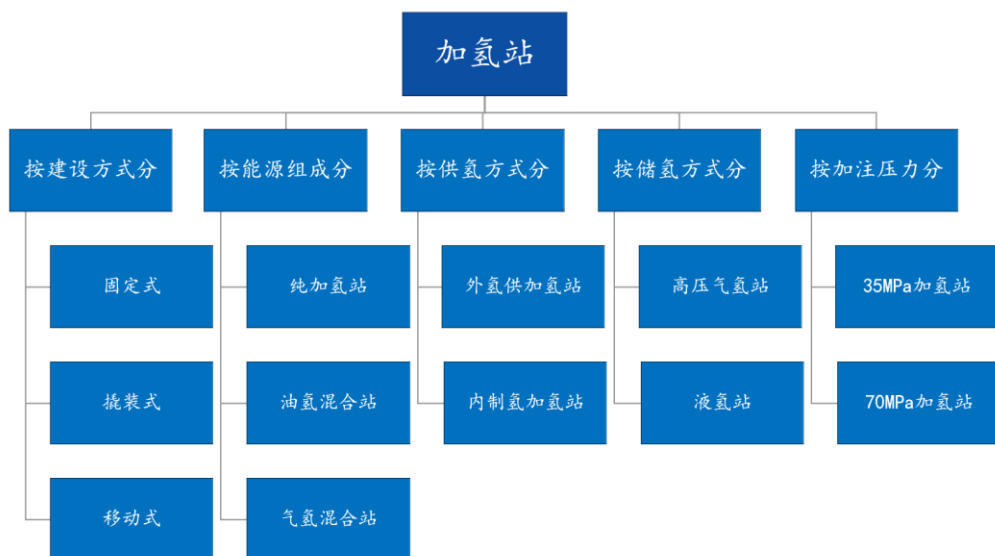 加氢站
按建设方式分
按能源组成分
按供氢方式分
按储氢方式分
按加注压力分
固定式
纯加氢站
外氢供加氢站
高压气氢站
35MPa加氢站
撬装式
油氢混合站
内制氢加氢站
液氢站
70MPa加氢站
移动式
气氢混合站